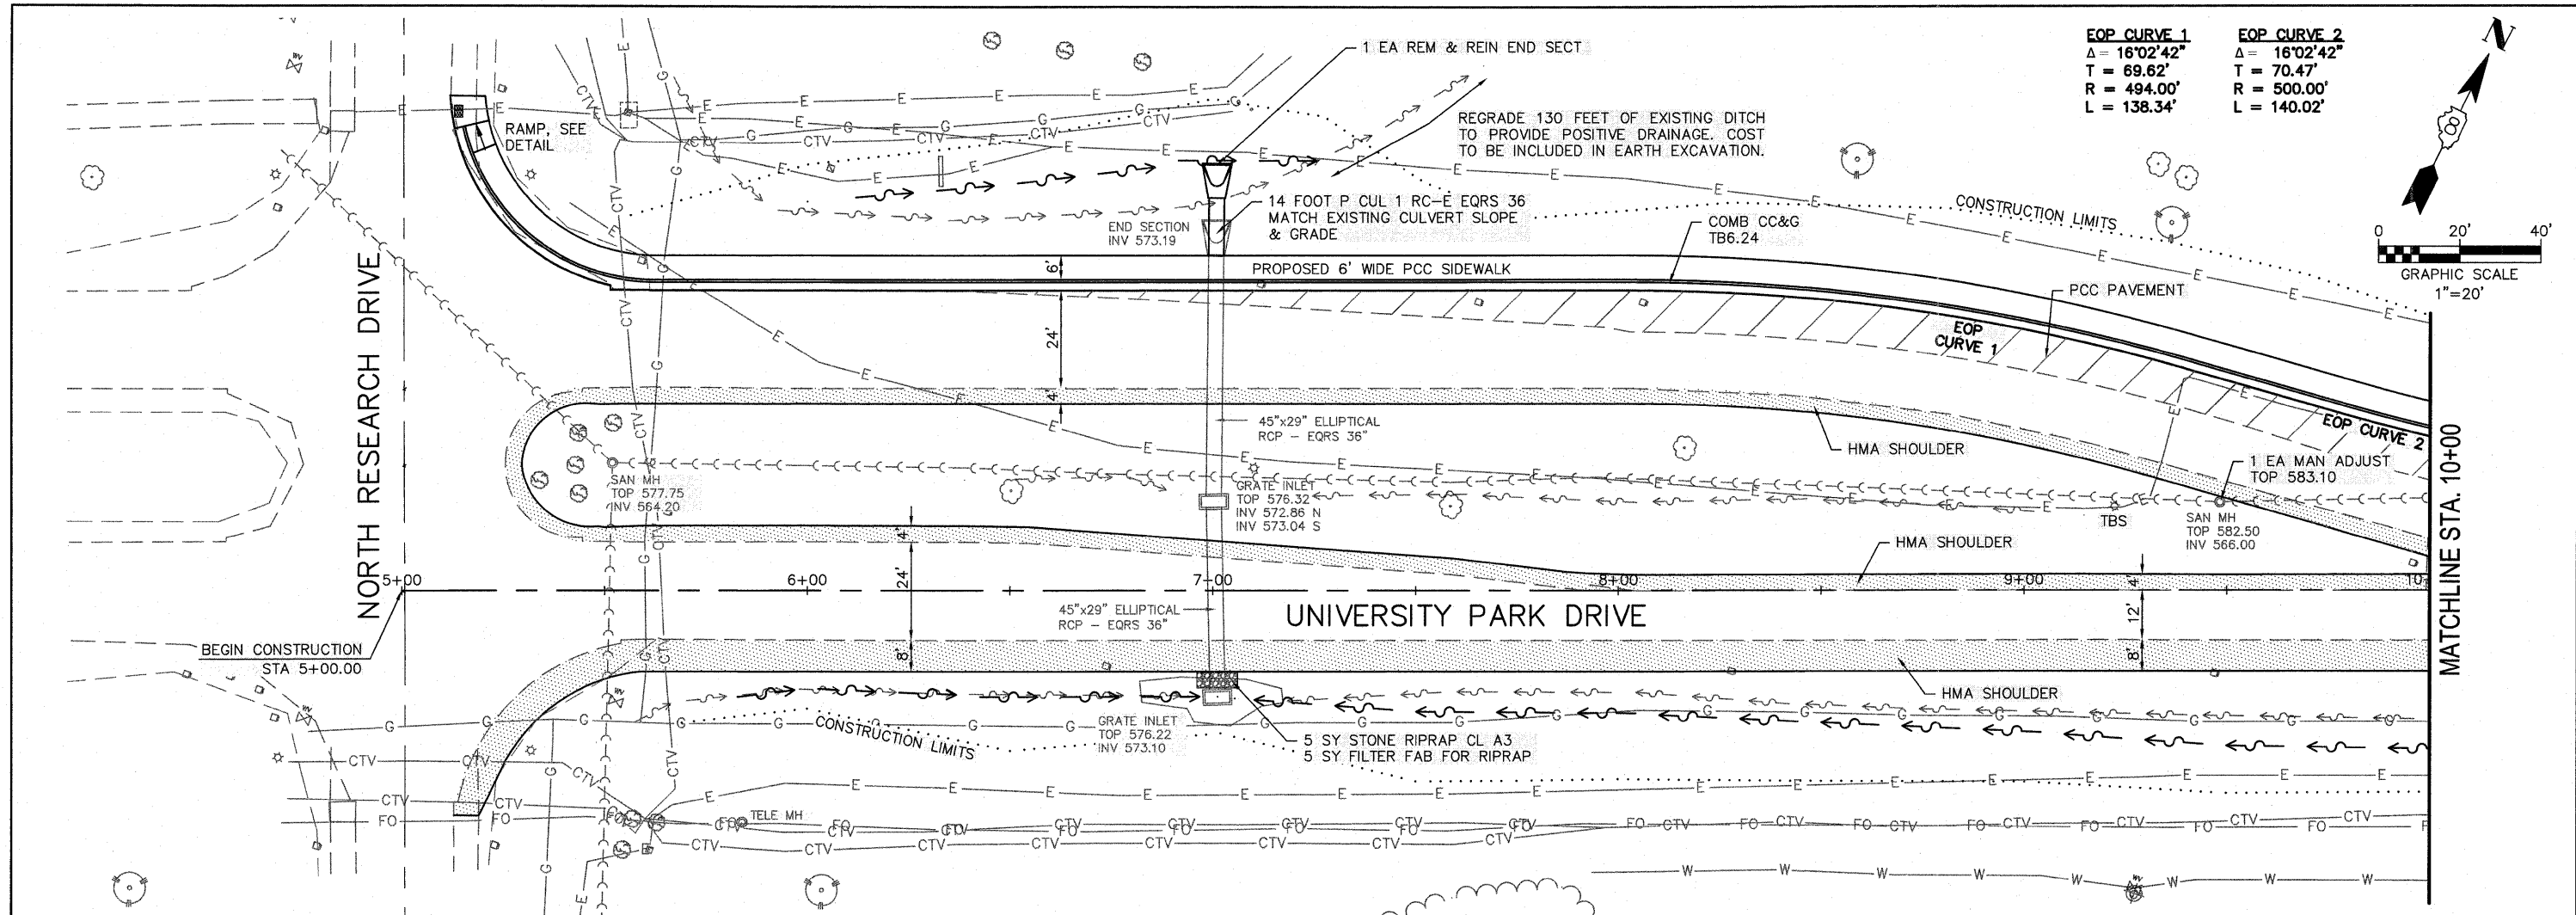 1 EA REM & REIN END SECT
EOP CURVE 1
Δ = 16°02'42"
T = 69.62'
R = 494.00'
L = 138.34'
EOP CURVE 2
Δ = 16°02'42"
T = 70.47'
R = 500.00'
L = 140.02'
N
REGRADE 130 FEET OF EXISTING DITCH
TO PROVIDE POSITIVE DRAINAGE. COST
TO BE INCLUDED IN EARTH EXCAVATION.
RAMP, SEE
DETAIL
14 FOOT P CUL 1 RC-E EQRS 36
MATCH EXISTING CULVERT SLOPE
& GRADE
END SECTION
INV 573.19
COMB CC&G
TB6.24
CONSTRUCTION LIMITS
0 20' 40'
GRAPHIC SCALE
1"=20'
6'
PROPOSED 6' WIDE PCC SIDEWALK
PCC PAVEMENT
NORTH RESEARCH DRIVE
24'
EOP
CURVE 1
4'
45"x29" ELLIPTICAL
RCP - EQRS 36"
HMA SHOULDER
EOP CURVE 2
1 EA MAN ADJUST
TOP 583.10
SAN MH
TOP 577.75
INV 564.20
GRATE INLET
TOP 576.32
INV 572.86 N
INV 573.04 S
TBS
SAN MH
TOP 582.50
INV 566.00
MATCHLINE STA. 10+00
4'
HMA SHOULDER
5+00
6+00
7+00
8+00
9+00
10
24'
4'
45"x29" ELLIPTICAL
RCP - EQRS 36"
UNIVERSITY PARK DRIVE
12'
BEGIN CONSTRUCTION
STA 5+00.00
8'
8'
HMA SHOULDER
CONSTRUCTION LIMITS
GRATE INLET
TOP 576.22
INV 573.10
5 SY STONE RIPRAP CL A3
5 SY FILTER FAB FOR RIPRAP
TELE MH
E
G
CTV
FO
W